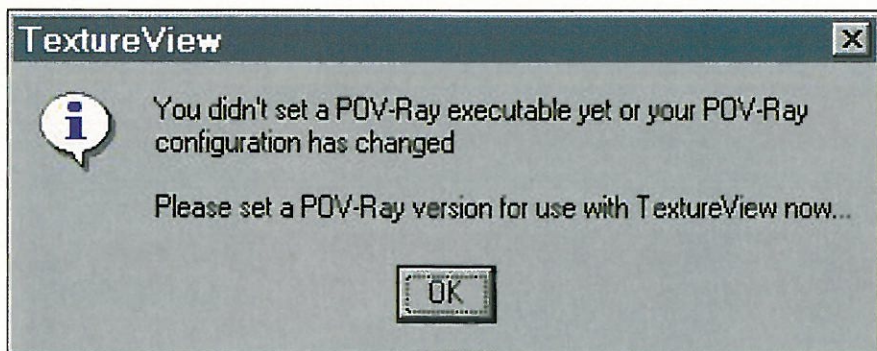 TextureView
You didn't set a POV-Ray executable yet or your POV-Ray
configuration has changed
Please set a POV-Ray version for use with TextureView now...
OK